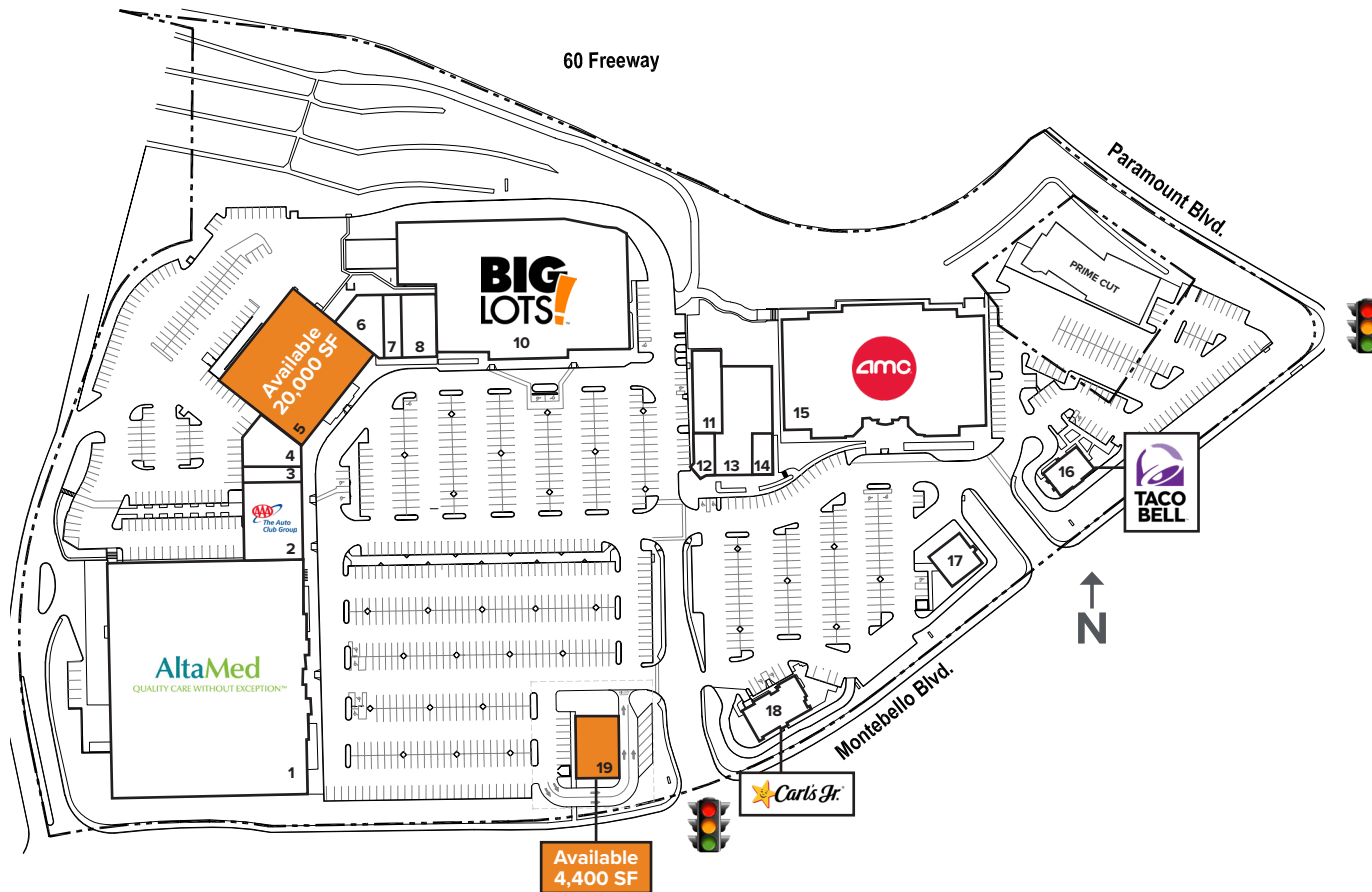 60 Freeway
Paramount Blvd.
PRIME CUT
BIG
LOTS!
10
6
7
8
Available
20,000 SF
5
amc
15
11
12
13
14
4
3
AAA
The Auto
Club Group
2
16
TACO
BELL
17
N
AltaMed
QUALITY CARE WITHOUT EXCEPTION™
1
18
Montebello Blvd.
19
Carl's Jr.
Available
4,400 SF